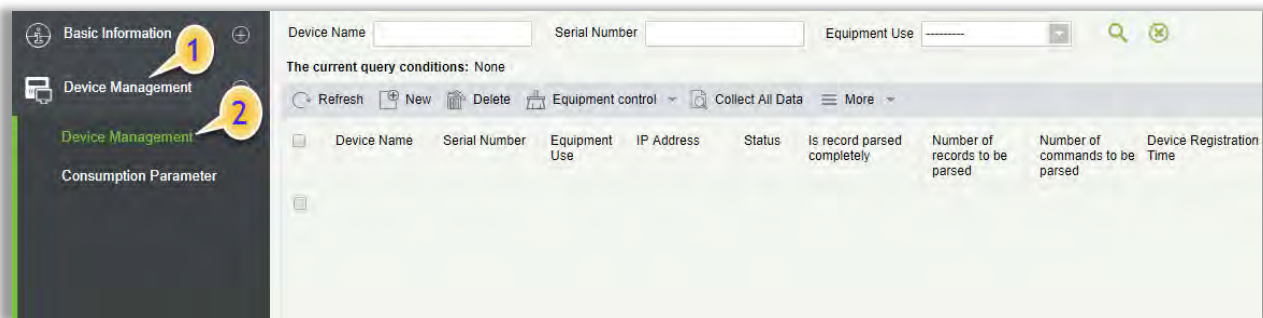 Basic Information
1
Device Management
2
Device Management
Consumption Parameter
Device Name Serial Number Equipment Use ---------
The current query conditions: None
Refresh New Delete Equipment control Collect All Data More
Device Name Serial Number Equipment Use IP Address Status Is record parsed completely Number of records to be parsed Number of commands to be parsed Device Registration Time